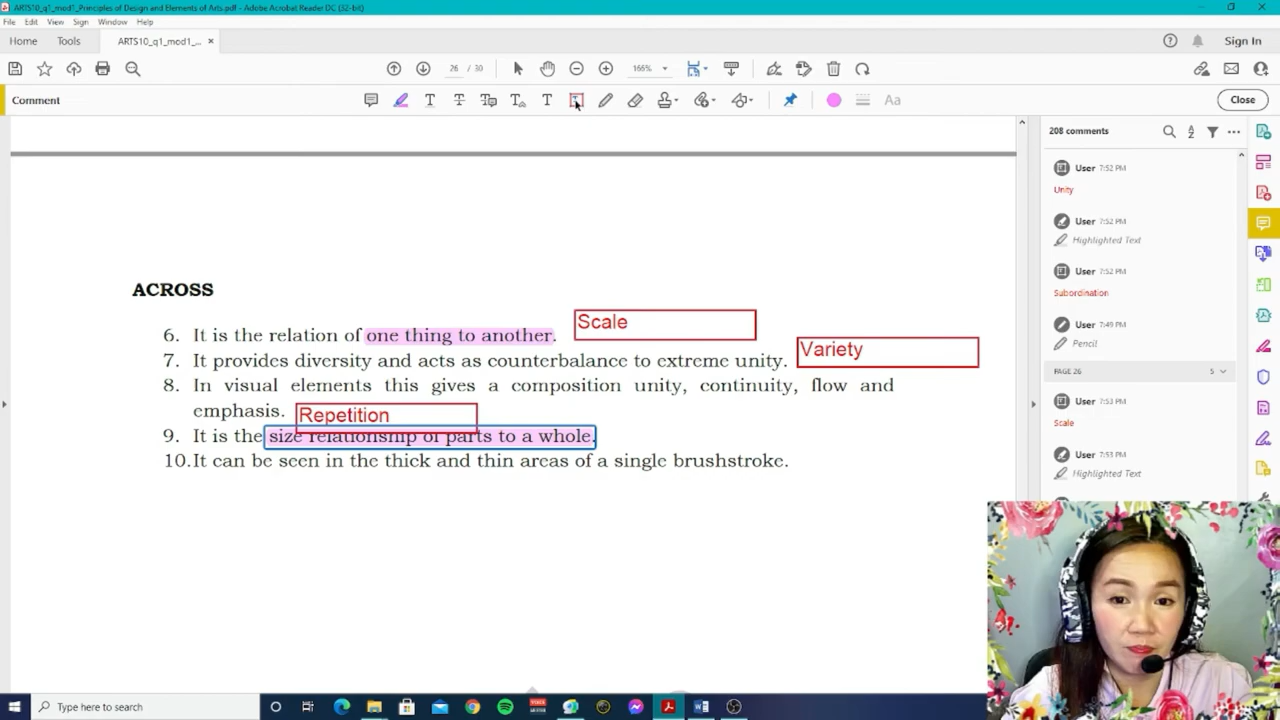 ARTS10_q1_mod1_Principles of Design and Elements of Arts.pdf - Adobe Acrobat Reader DC (32-bit)
File Edit View Sign Window Help
Home Tools ARTS10_q1_mod1_... × Sign In
26 / 30 166%
Comment Close
208 comments
User 7:52 PM
Unity
User 7:52 PM
Highlighted Text
User 7:52 PM
Subordination
User 7:49 PM
Pencil
PAGE 26 5
User 7:53 PM
Scale
User 7:53 PM
Highlighted Text
ACROSS
6. It is the relation of one thing to another. Scale
7. It provides diversity and acts as counterbalance to extreme unity. Variety
8. In visual elements this gives a composition unity, continuity, flow and
emphasis. Repetition
9. It is the size relationship of parts to a whole.
10.It can be seen in the thick and thin areas of a single brushstroke.
Type here to search